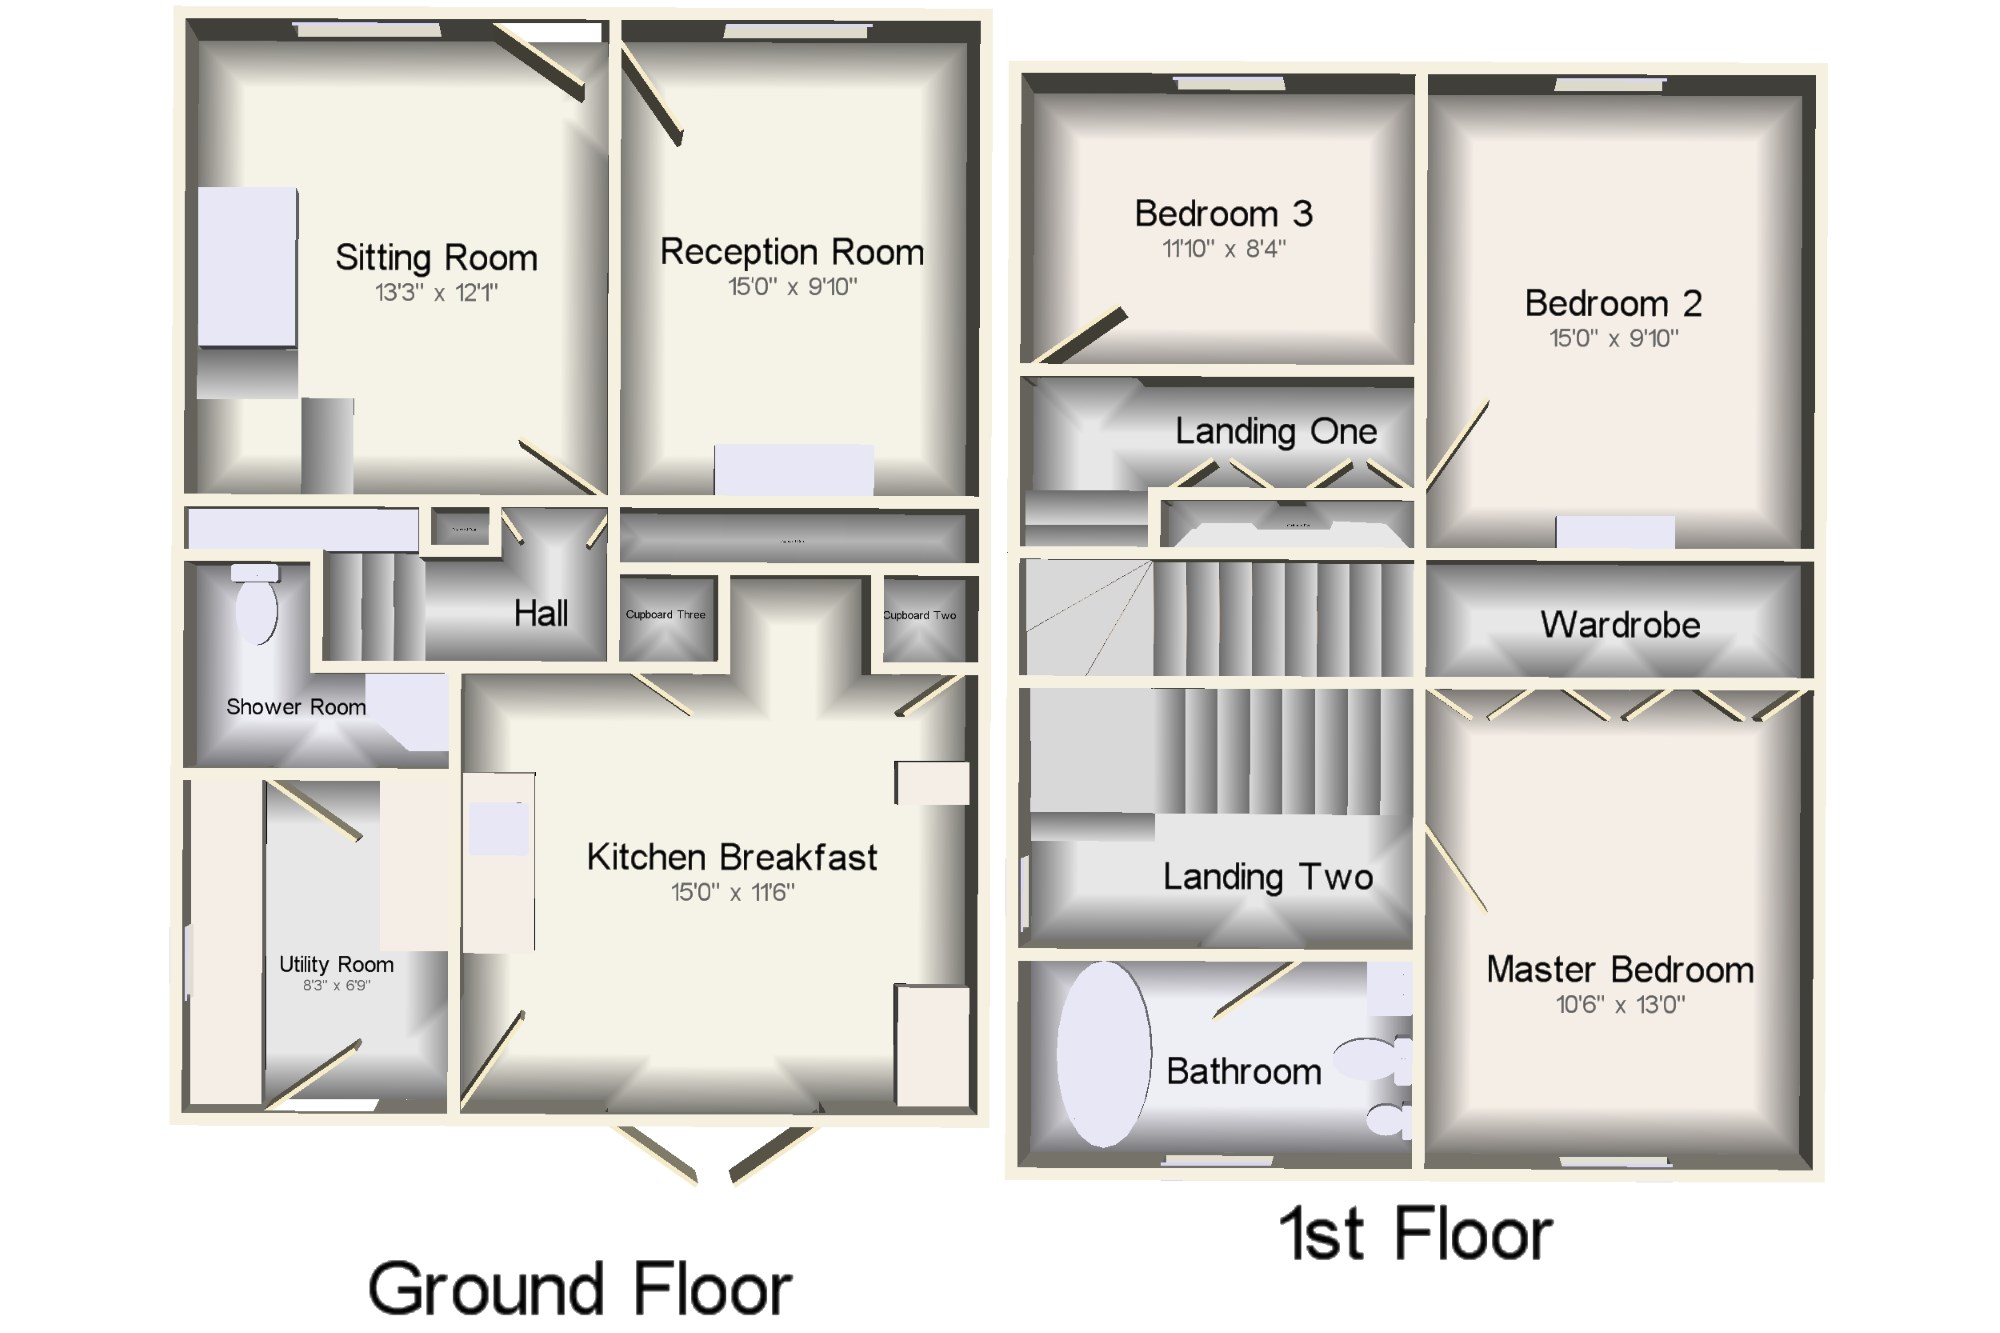 Sitting Room
13'3" x 12'1"
Reception Room
15'0" x 9'10"
Hall
Cupboard Three
Cupboard Two
Shower Room
Kitchen Breakfast
15'0" x 11'6"
Utility Room
8'3" x 6'9"
Ground Floor
Bedroom 3
11'10" x 8'4"
Bedroom 2
15'0" x 9'10"
Landing One
Wardrobe
Landing Two
Master Bedroom
10'6" x 13'0"
Bathroom
1st Floor